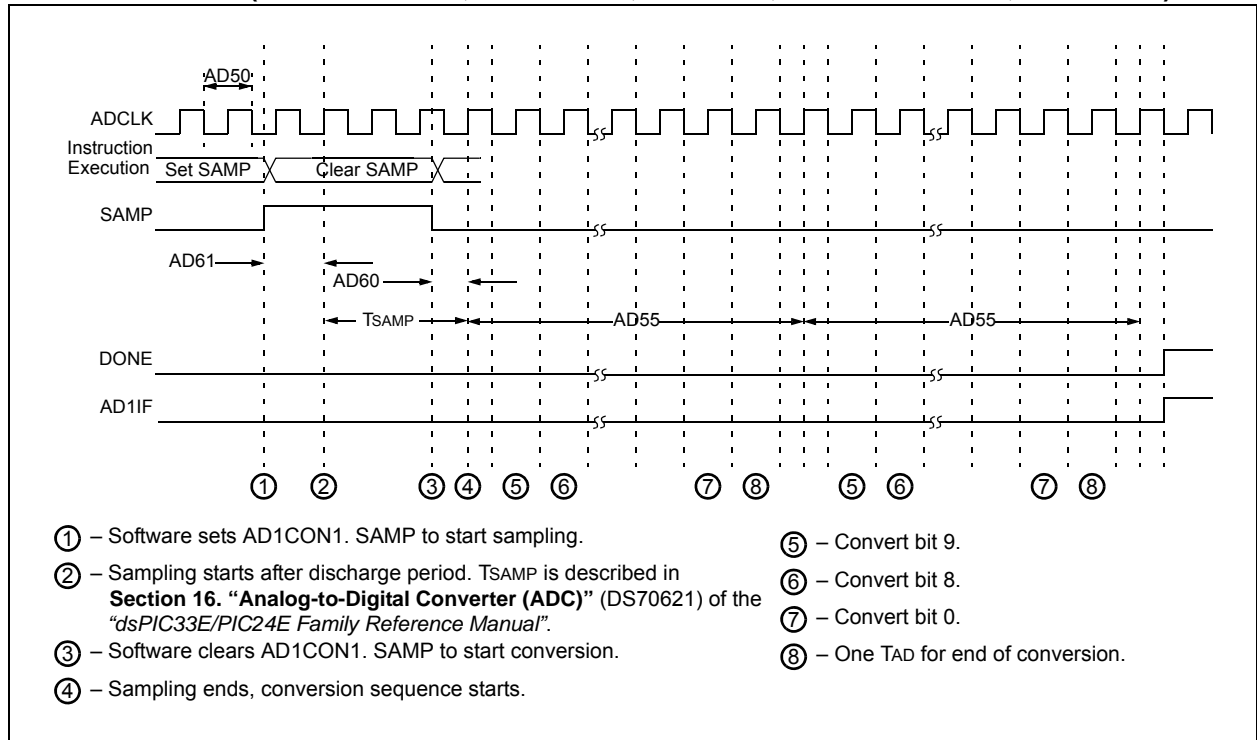 AD50
ADCLK
Instruction
Execution
Set SAMP
Clear SAMP
SAMP
AD61
AD60
TSAMP
AD55
AD55
DONE
AD1IF
1 2 3 4 5 6 7 8 5 6 7 8
1 – Software sets AD1CON1. SAMP to start sampling.
2 – Sampling starts after discharge period. TSAMP is described in
Section 16. “Analog-to-Digital Converter (ADC)” (DS70621) of the
“dsPIC33E/PIC24E Family Reference Manual”.
3 – Software clears AD1CON1. SAMP to start conversion.
4 – Sampling ends, conversion sequence starts.
5 – Convert bit 9.
6 – Convert bit 8.
7 – Convert bit 0.
8 – One TAD for end of conversion.